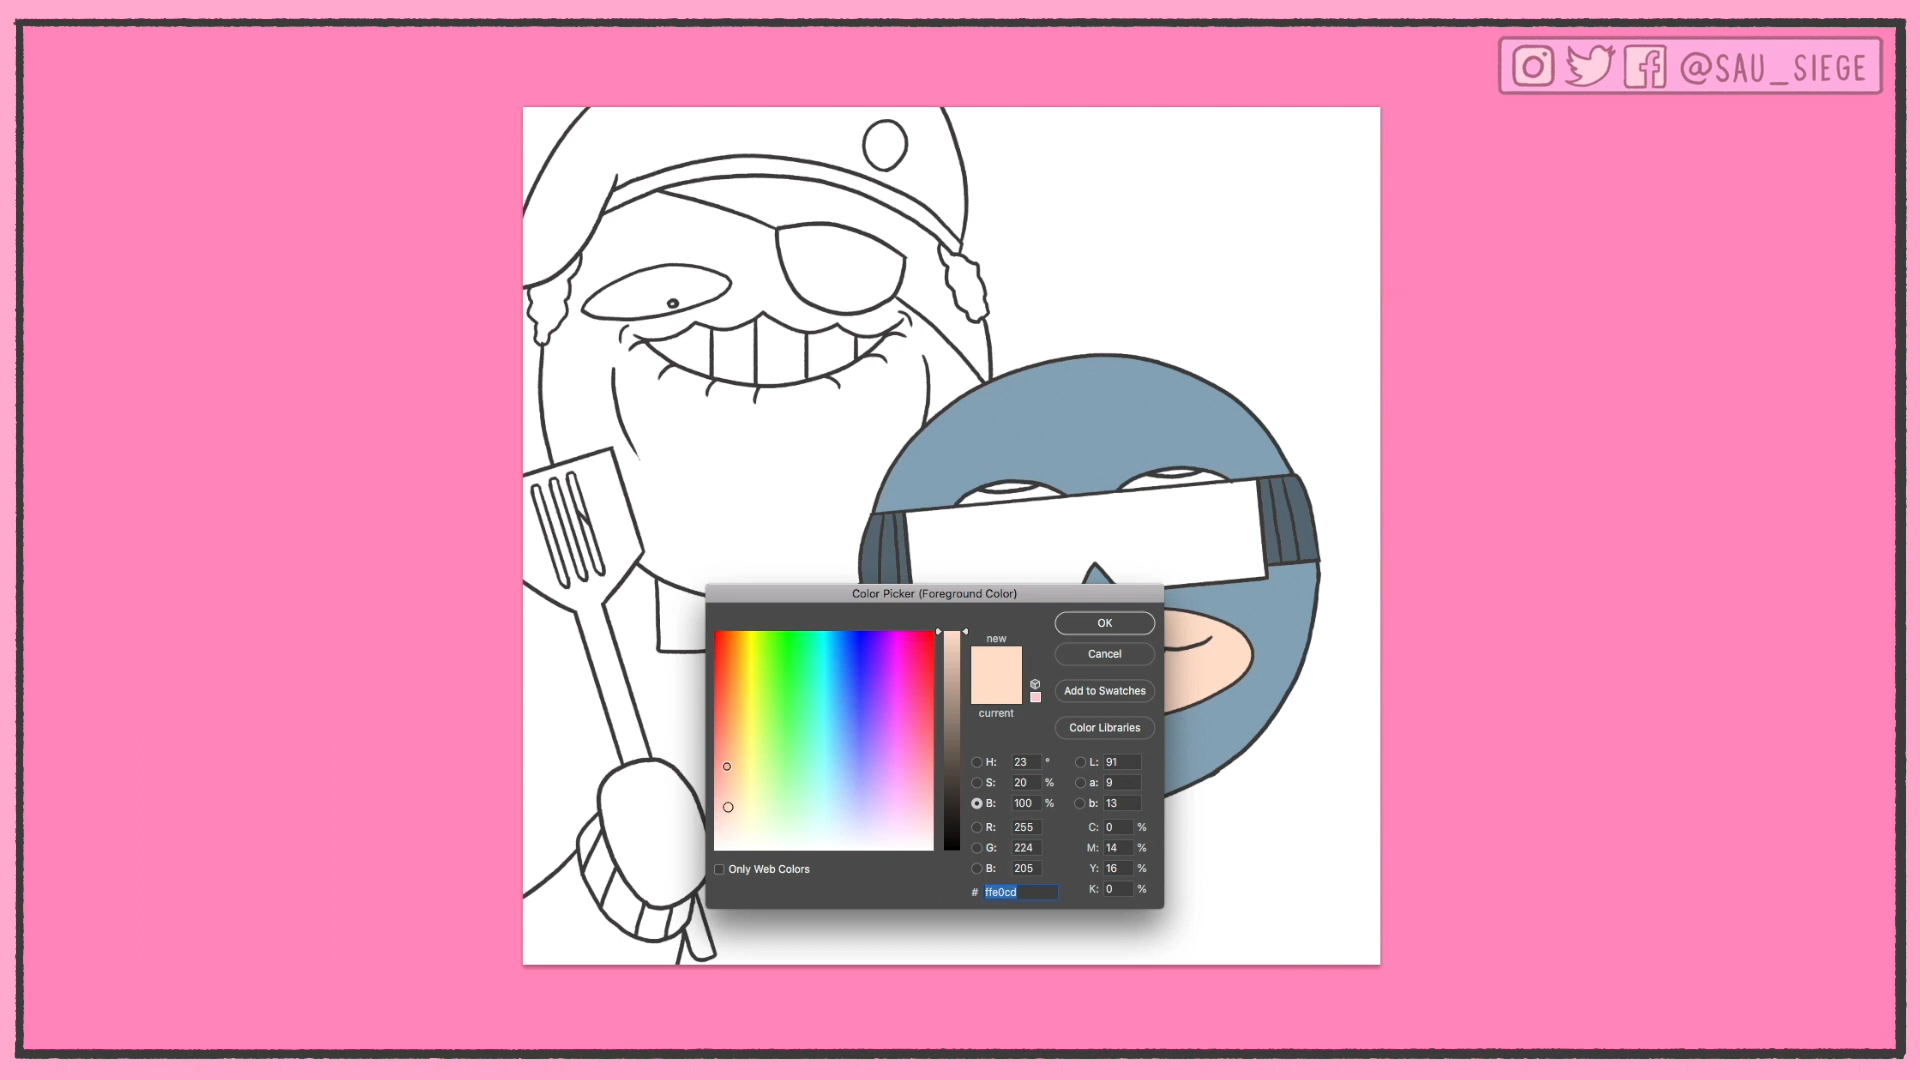 @SAU_SIEGE
Color Picker (Foreground Color)
new
current
OK
Cancel
Add to Swatches
Color Libraries
H: 23 °
S: 20 %
B: 100 %
R: 255
G: 224
B: 205
# ffe0cd
L: 91
a: 9
b: 13
C: 0 %
M: 14 %
Y: 16 %
K: 0 %
Only Web Colors